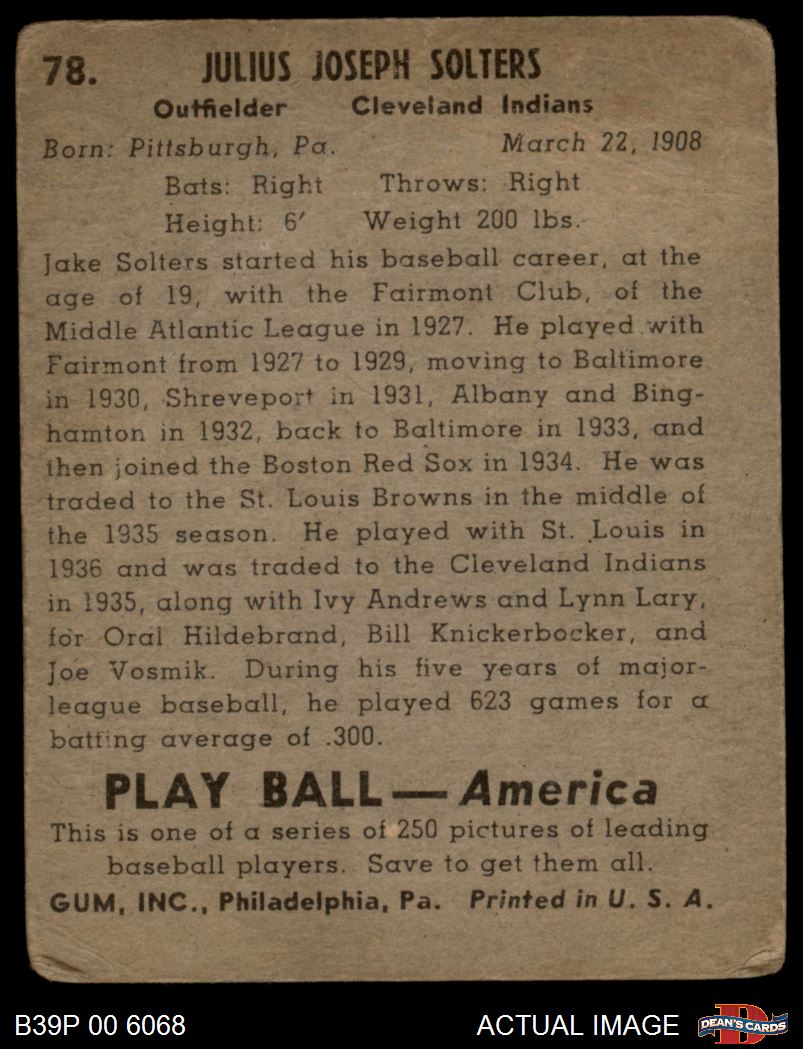 78. JULIUS JOSEPH SOLTERS
Outfielder Cleveland Indians
Born: Pittsburgh, Pa. March 22, 1908
Bats: Right Throws: Right
Height: 6′ Weight 200 lbs.
Jake Solters started his baseball career, at the
age of 19, with the Fairmont Club, of the
Middle Atlantic League in 1927. He played with
Fairmont from 1927 to 1929, moving to Baltimore
in 1930, Shreveport in 1931, Albany and Bing-
hamton in 1932, back to Baltimore in 1933, and
then joined the Boston Red Sox in 1934. He was
traded to the St. Louis Browns in the middle of
the 1935 season. He played with St. Louis in
1936 and was traded to the Cleveland Indians
in 1935, along with Ivy Andrews and Lynn Lary,
for Oral Hildebrand, Bill Knickerbocker, and
Joe Vosmik. During his five years of major-
league baseball, he played 623 games for a
batting average of .300.
PLAY BALL — America
This is one of a series of 250 pictures of leading
baseball players. Save to get them all.
GUM, INC., Philadelphia, Pa. Printed in U. S. A.
B39P 00 6068 ACTUAL IMAGE D DEAN'S CARDS